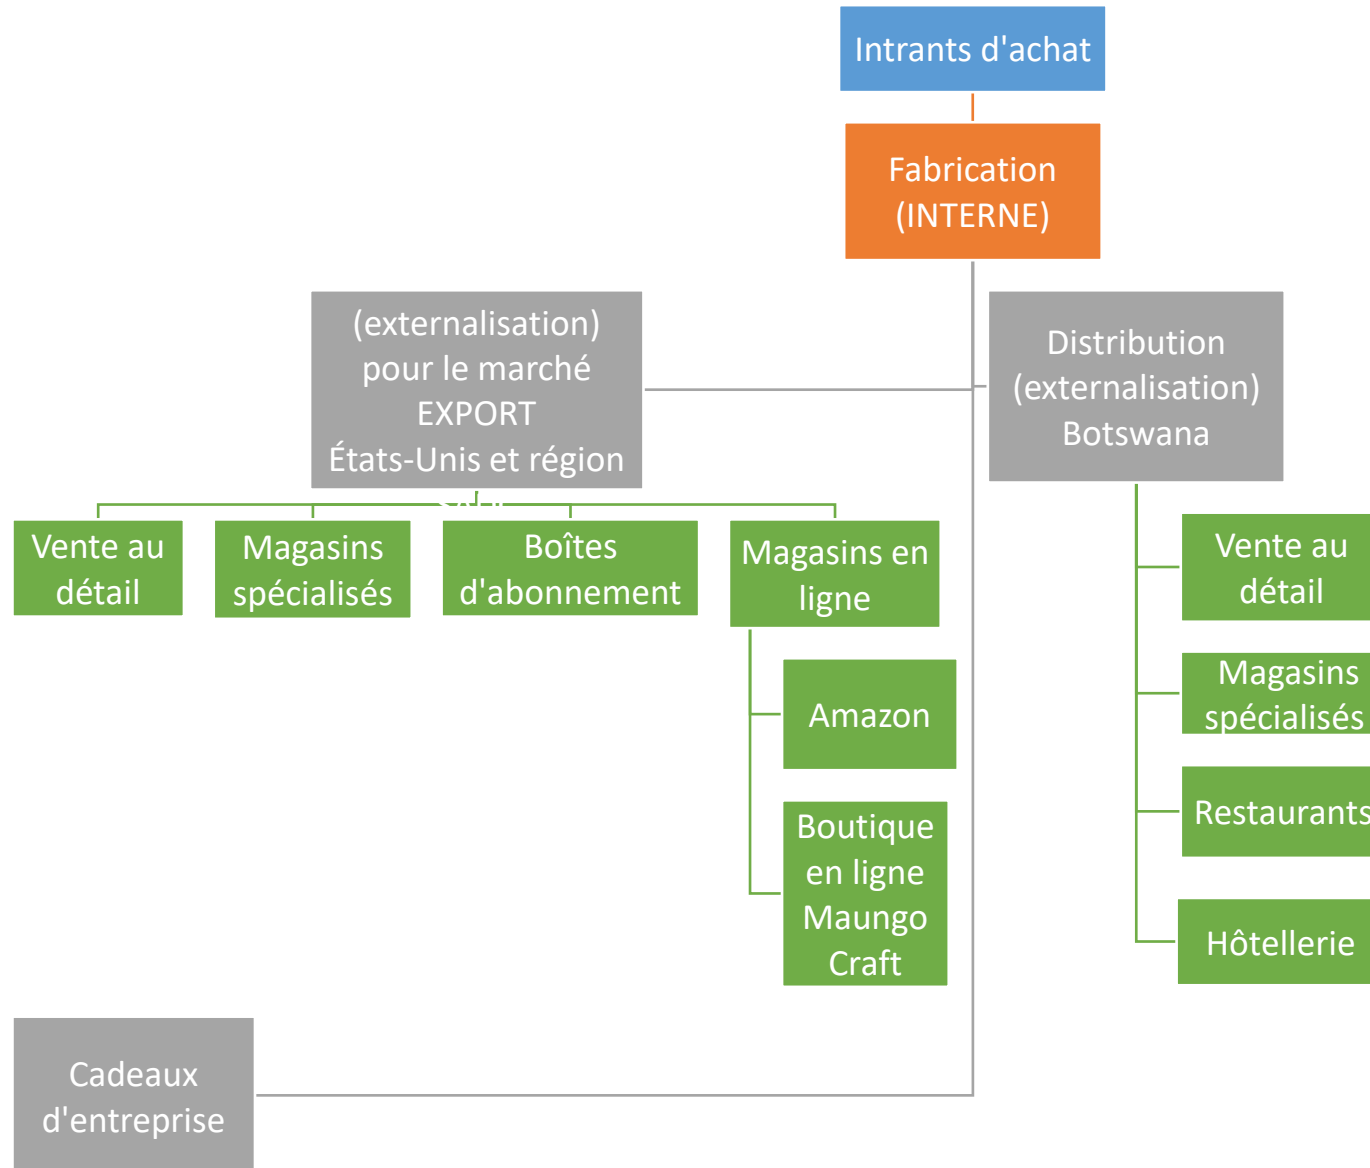 Intrants d'achat
Fabrication
(INTERNE)
(externalisation)
pour le marché
EXPORT
États-Unis et région
Distribution
(externalisation)
Botswana
Vente au
détail
Magasins
spécialisés
Boîtes
d'abonnement
Magasins en
ligne
Amazon
Boutique
en ligne
Maungo
Craft
Vente au
détail
Magasins
spécialisés
Restaurants
Hôtellerie
Cadeaux
d'entreprise